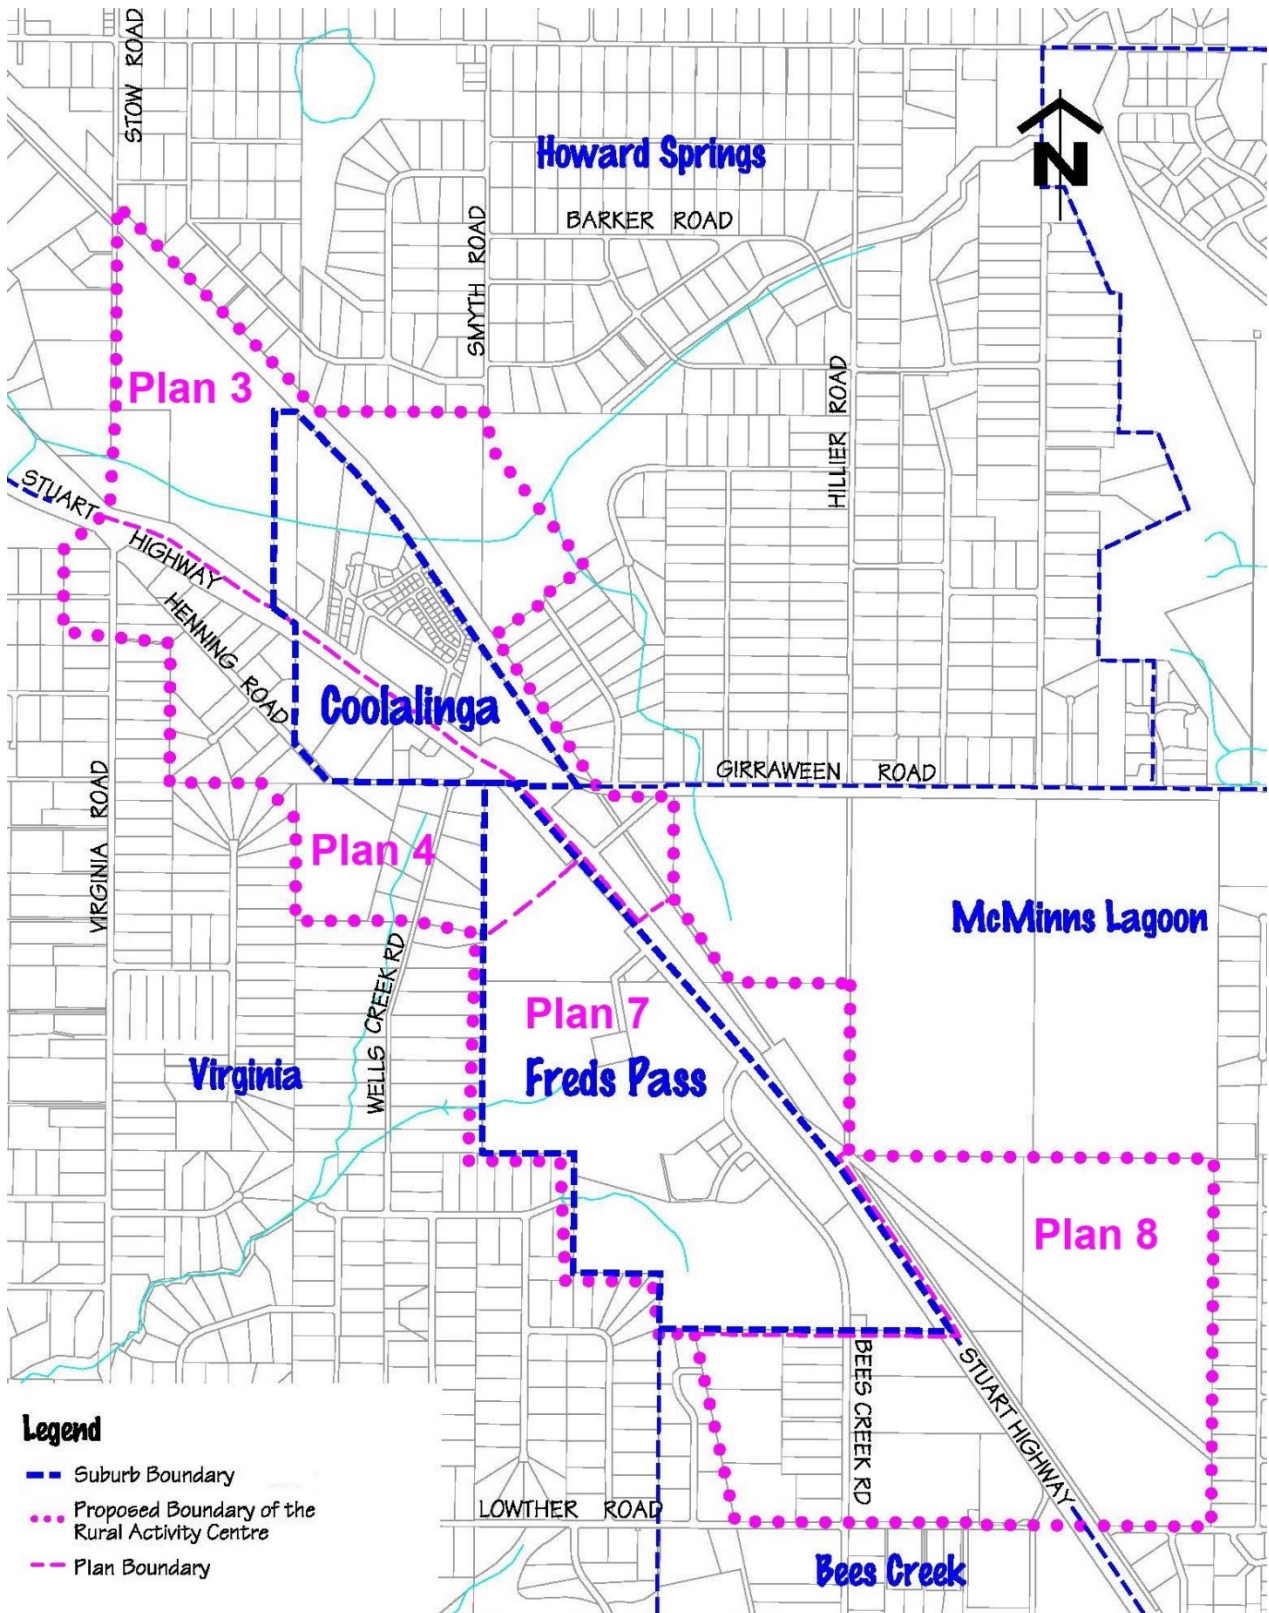 STOW ROAD
Howard Springs
N
BARKER ROAD
SMYTH ROAD
Plan 3
HILLIER ROAD
STUART
HIGHWAY
HENNING ROAD
Coolalinga
GIRRAWEEN ROAD
VIRGINIA ROAD
Plan 4
McMinns Lagoon
WELLS CREEK RD
Plan 7
Virginia
Freds Pass
Plan 8
BEES CREEK RD
STUART HIGHWAY
LOWTHER ROAD
Bees Creek
Legend
Suburb Boundary
Proposed Boundary of the
Rural Activity Centre
Plan Boundary